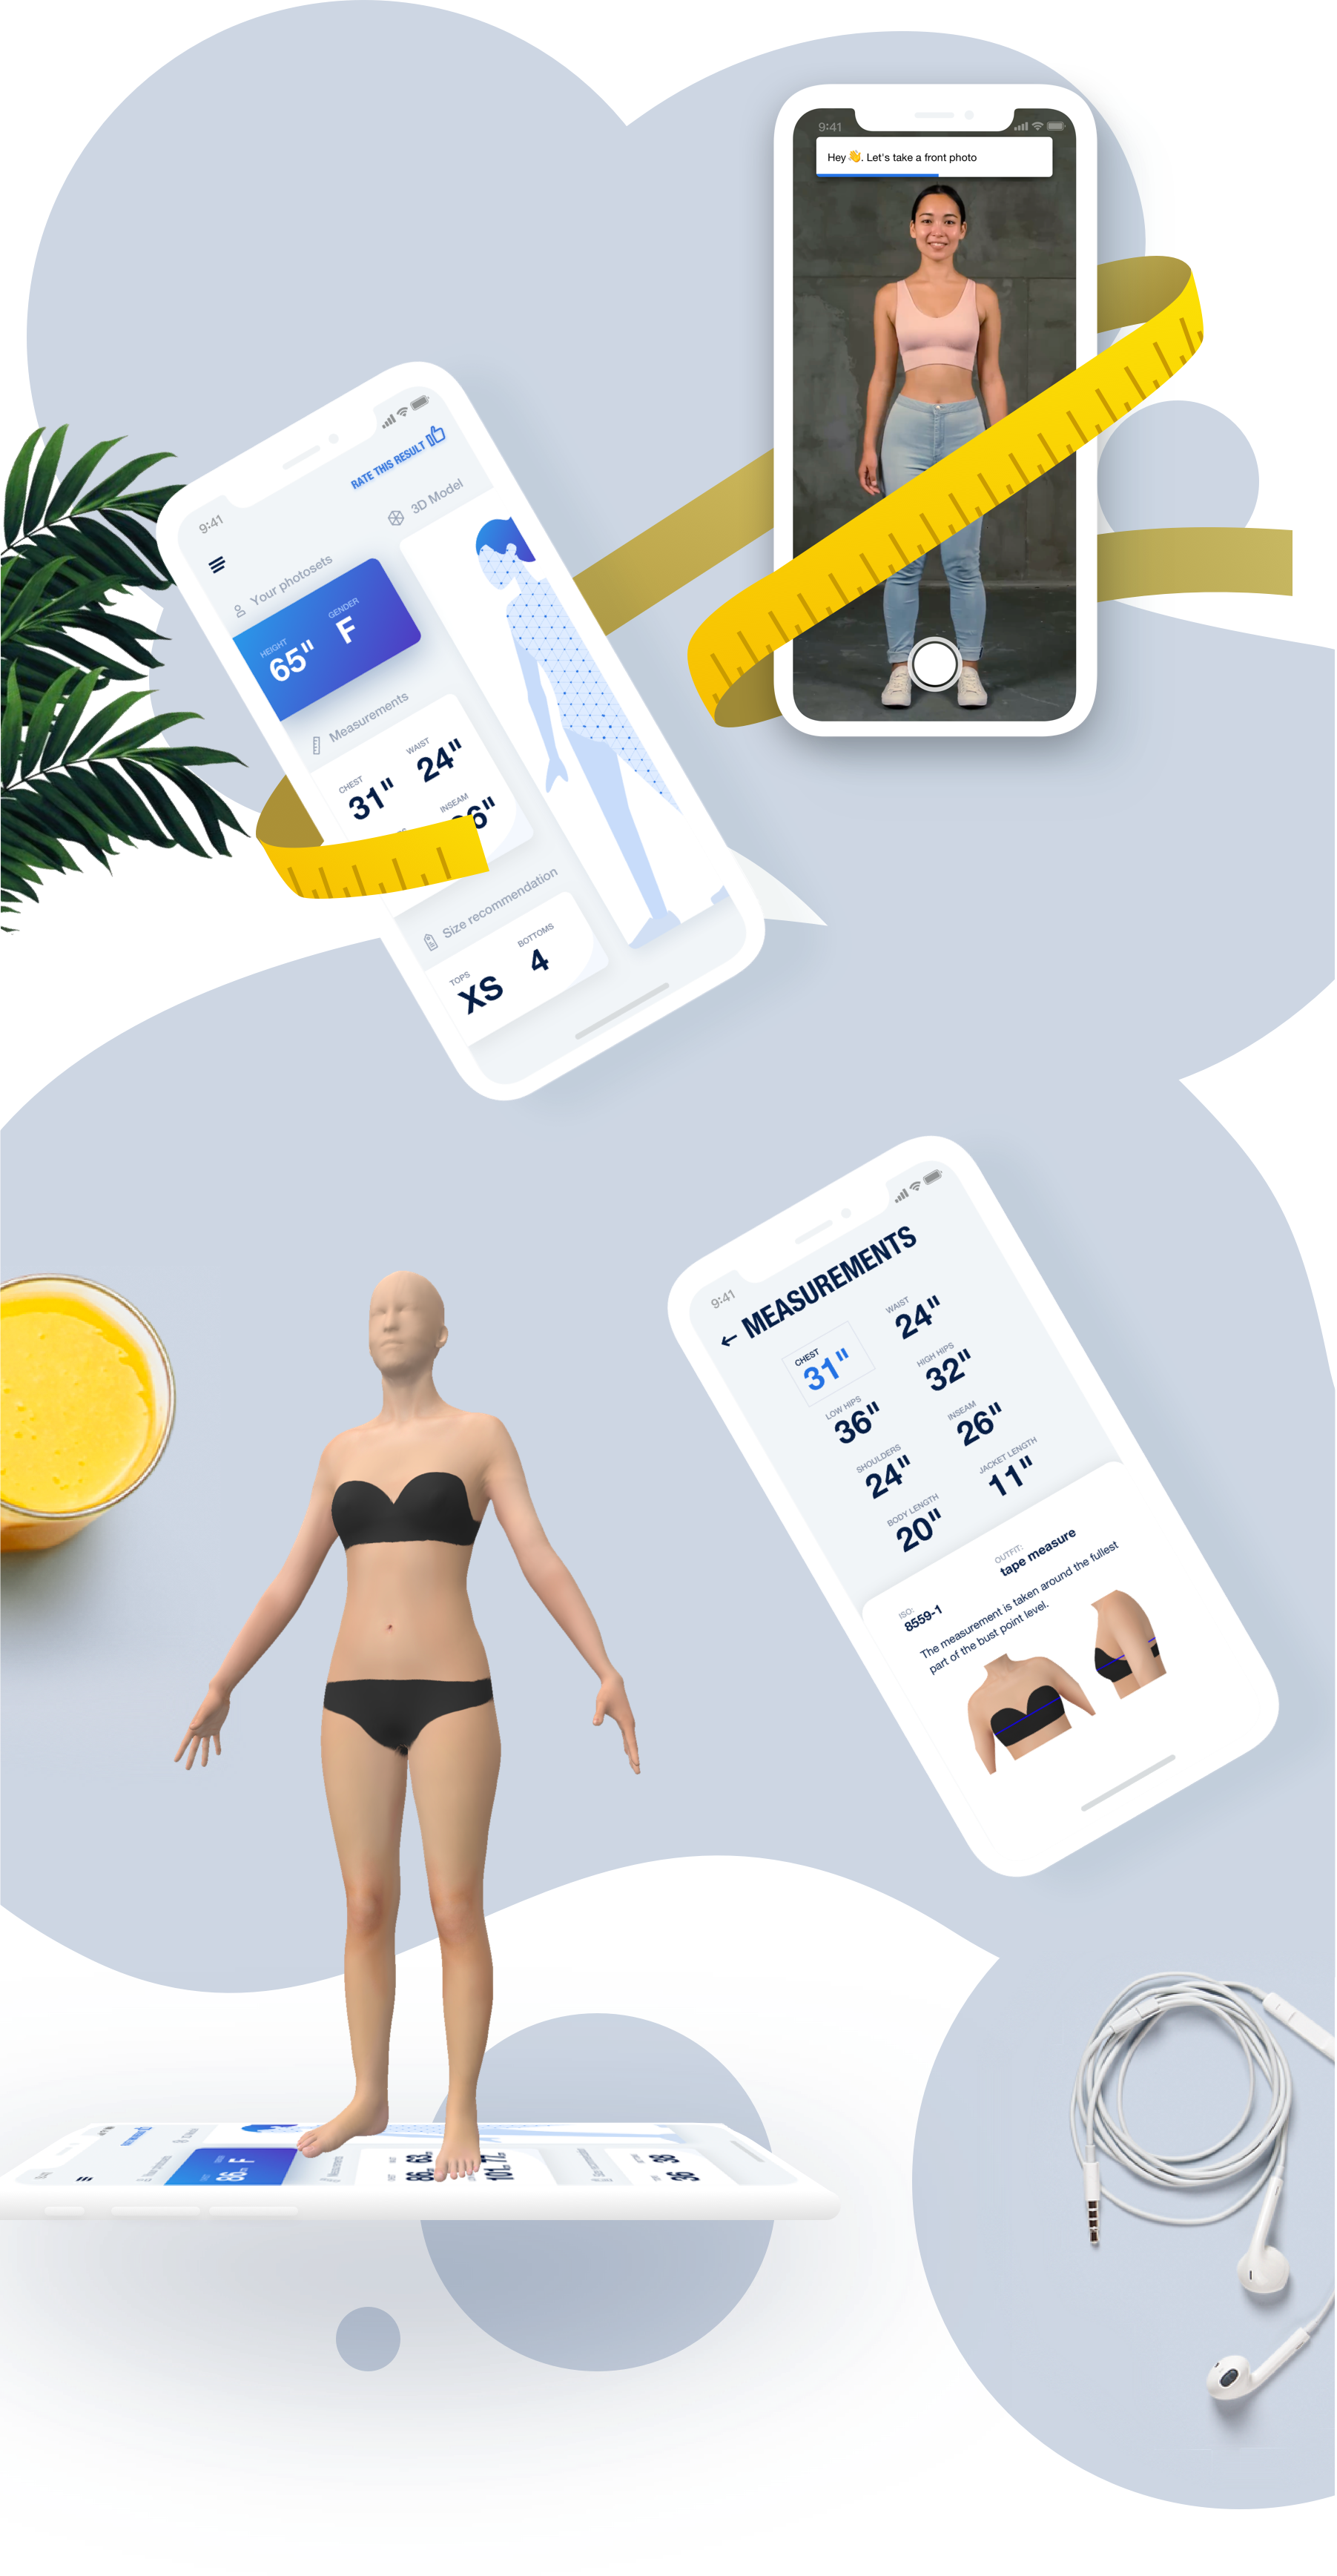 9:41
Hey 👋. Let's take a front photo
9:41
RATE THIS RESULT
Your photosets
3D Model
HEIGHT
65"
GENDER
F
Measurements
CHEST
31"
WAIST
24"
INSEAM
6"
Size recommendation
TOPS
XS
BOTTOMS
4
9:41
MEASUREMENTS
CHEST
31"
WAIST
24"
LOW HIPS
36"
HIGH HIPS
32"
SHOULDERS
24"
INSEAM
26"
BODY LENGTH
20"
JACKET LENGTH
11"
ISO:
8559-1
OUTFIT:
tape measure
The measurement is taken around the fullest
part of the bust point level.
F